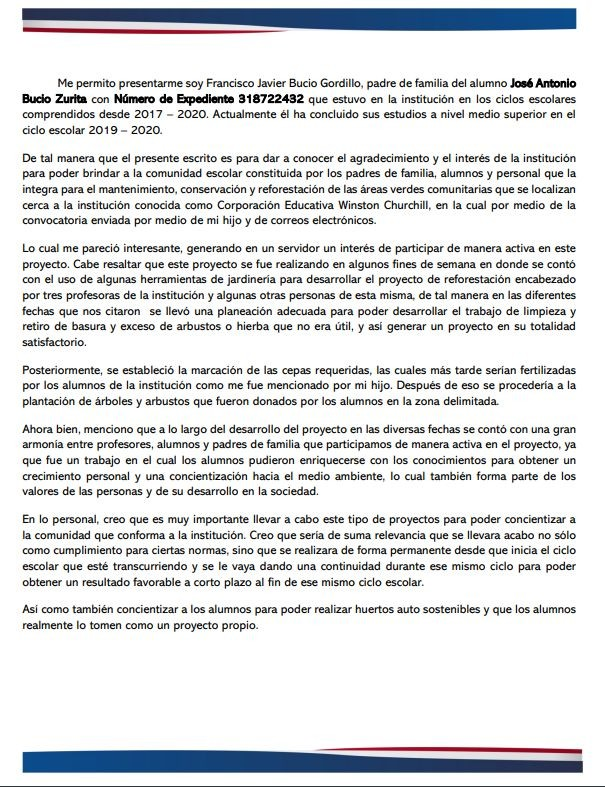 Me permito presentarme soy Francisco Javier Bucio Gordillo, padre de familia del alumno José Antonio
Bucio Zurita con Número de Expediente 318722432 que estuvo en la institución en los ciclos escolares
comprendidos desde 2017 – 2020. Actualmente él ha concluido sus estudios a nivel medio superior en el
ciclo escolar 2019 – 2020.
De tal manera que el presente escrito es para dar a conocer el agradecimiento y el interés de la institución
para poder brindar a la comunidad escolar constituida por los padres de familia, alumnos y personal que la
integra para el mantenimiento, conservación y reforestación de las áreas verdes comunitarias que se localizan
cerca a la institución conocida como Corporación Educativa Winston Churchill, en la cual por medio de la
convocatoria enviada por medio de mi hijo y de correos electrónicos.
Lo cual me pareció interesante, generando en un servidor un interés de participar de manera activa en este
proyecto. Cabe resaltar que este proyecto se fue realizando en algunos fines de semana en donde se contó
con el uso de algunas herramientas de jardinería para desarrollar el proyecto de reforestación encabezado
por tres profesoras de la institución y algunas otras personas de esta misma, de tal manera en las diferentes
fechas que nos citaron se llevó una planeación adecuada para poder desarrollar el trabajo de limpieza y
retiro de basura y exceso de arbustos o hierba que no era útil, y asi generar un proyecto en su totalidad
satisfactorio.
Posteriormente, se estableció la marcación de las cepas requeridas, las cuales más tarde serían fertilizadas
por los alumnos de la institución como me fue mencionado por mi hijo. Después de eso se procedería a la
plantación de árboles y arbustos que fueron donados por los alumnos en la zona delimitada.
Ahora bien, menciono que a lo largo del desarrollo del proyecto en las diversas fechas se contó con una gran
armonía entre profesores, alumnos y padres de familia que participamos de manera activa en el proyecto, ya
que fue un trabajo en el cual los alumnos pudieron enriquecerse con los conocimientos para obtener un
crecimiento personal y una concientización hacia el medio ambiente, lo cual también forma parte de los
valores de las personas y de su desarrollo en la sociedad.
En lo personal, creo que es muy importante llevar a cabo este tipo de proyectos para poder concientizar a
la comunidad que conforma a la institución. Creo que sería de suma relevancia que se llevara acabo no sólo
como cumplimiento para ciertas normas, sino que se realizara de forma permanente desde que inicia el ciclo
escolar que esté transcurriendo y se le vaya dando una continuidad durante ese mismo ciclo para poder
obtener un resultado favorable a corto plazo al fin de ese mismo ciclo escolar.
Así como también concientizar a los alumnos para poder realizar huertos auto sostenibles y que los alumnos
realmente lo tomen como un proyecto propio.